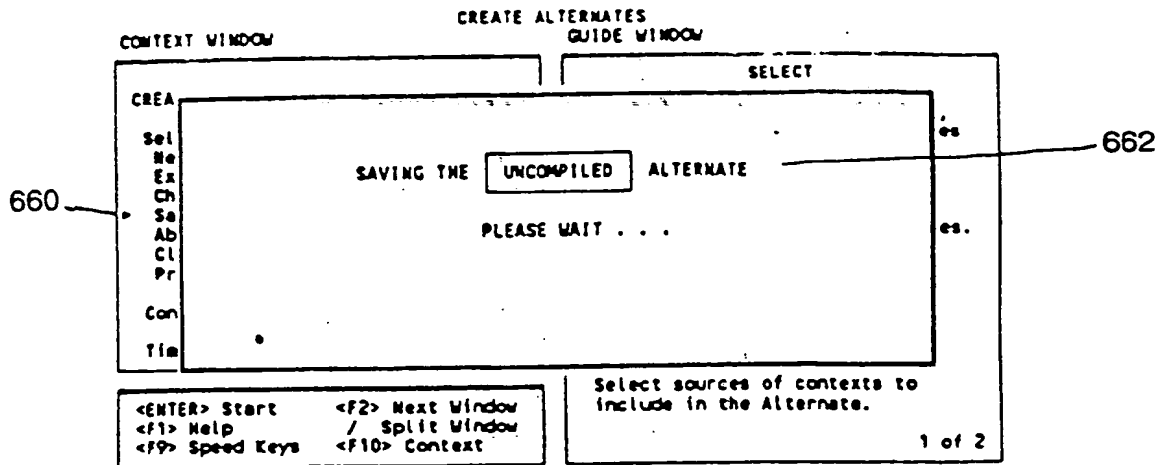 CREATE ALTERNATES
CONTEXT WINDOW GUIDE WINDOW
SELECT
CREA
Sel es
Ne
Ex
Ch
SAVING THE UNCOMPILED ALTERNATE 662
660 Sa
Ab es.
PLEASE WAIT . . .
Cl
Pr
Con
Tim
Select sources of contexts to
include in the Alternate.
<ENTER> Start <F2> Next Window
<F1> Help / Split Window
<F9> Speed Keys <F10> Context
1 of 2